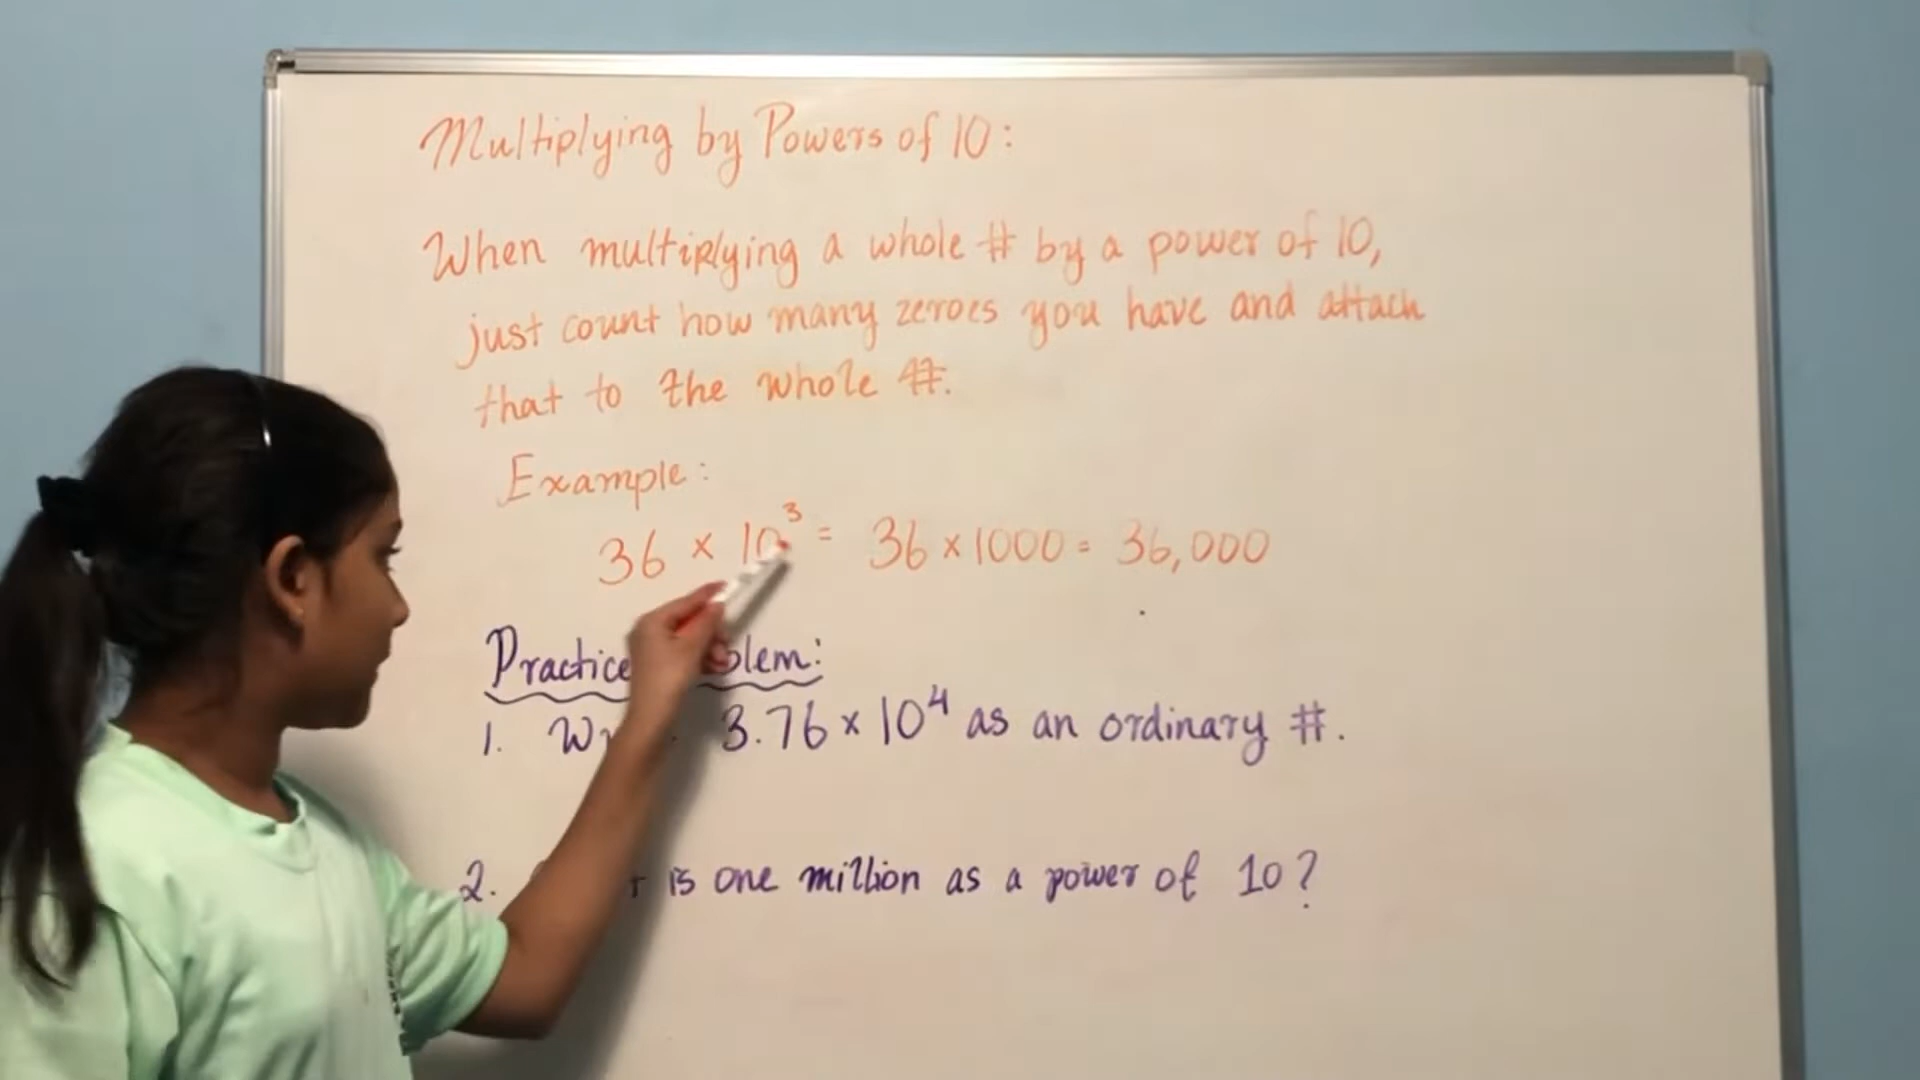 Multiplying by Powers of 10:
When multiplying a whole # by a power of 10,
just count how many zeroes you have and attach
that to the whole #.
Example:
36 × 10³ = 36 × 1000 = 36,000
Practice
1. 3.76 × 10⁴ as an ordinary #.
2. is one million as a power of 10?